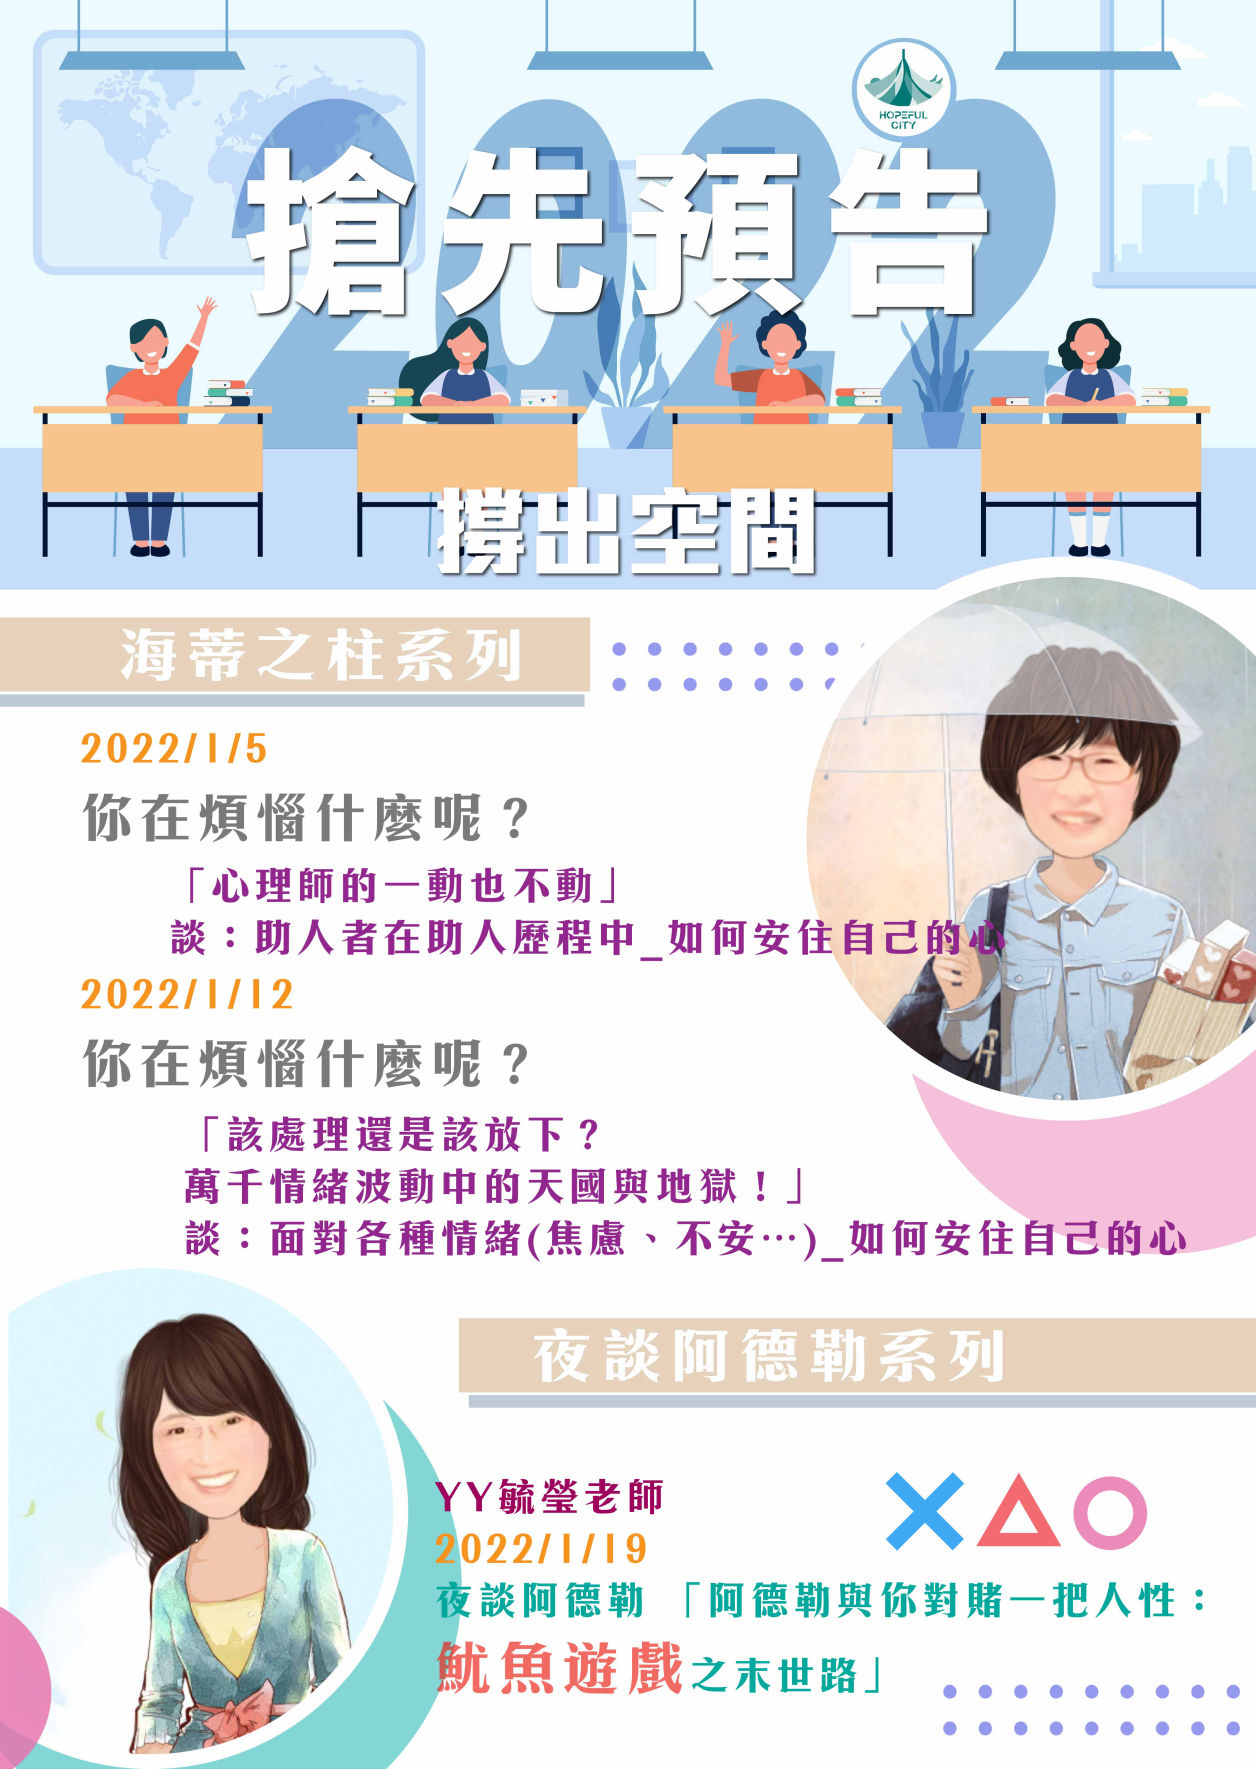 2022
HOPEFUL
CITY
搶先預告
撐出空間
海蒂之柱系列
2022/1/5
你在煩惱什麼呢？
「心理師的一動也不動」
談：助人者在助人歷程中_如何安住自己的心
2022/1/12
你在煩惱什麼呢？
「該處理還是該放下？
萬千情緒波動中的天國與地獄！」
談：面對各種情緒(焦慮、不安…)_如何安住自己的心
夜談阿德勒系列
YY毓瑩老師
2022/1/19
夜談阿德勒 「阿德勒與你對賭一把人性：
魷魚遊戲之末世路」